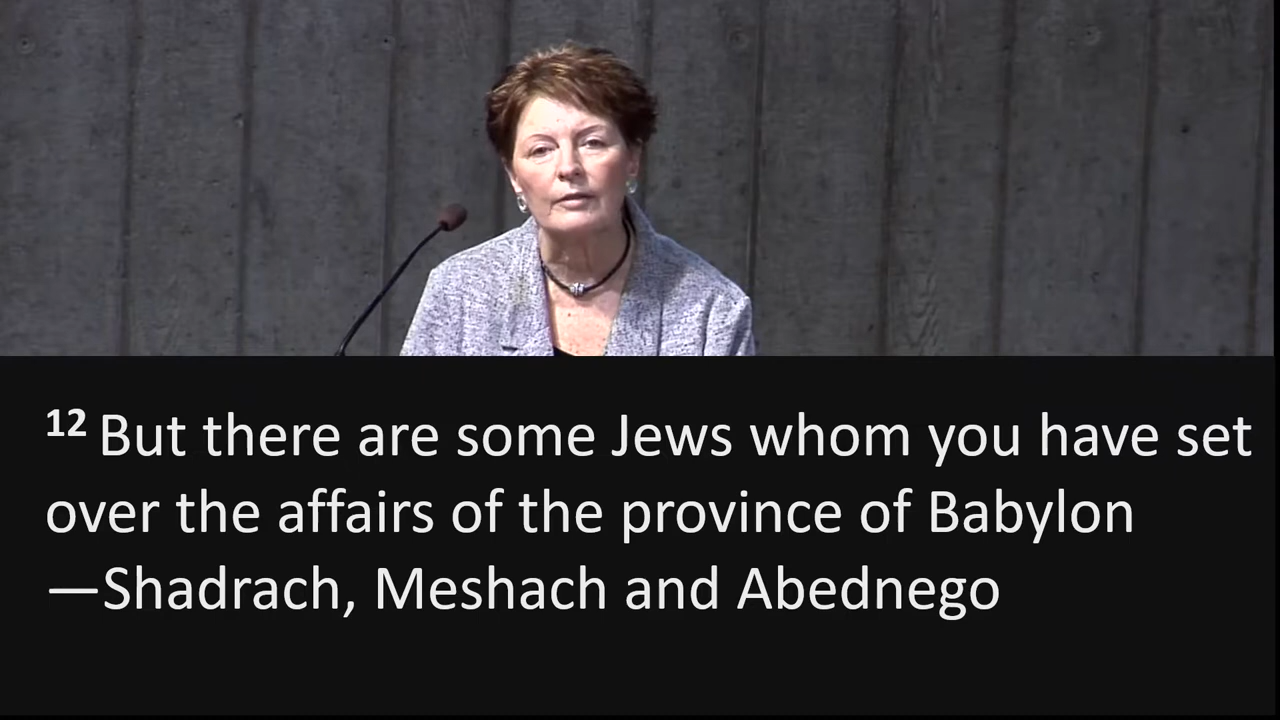 12 But there are some Jews whom you have set
over the affairs of the province of Babylon
—Shadrach, Meshach and Abednego